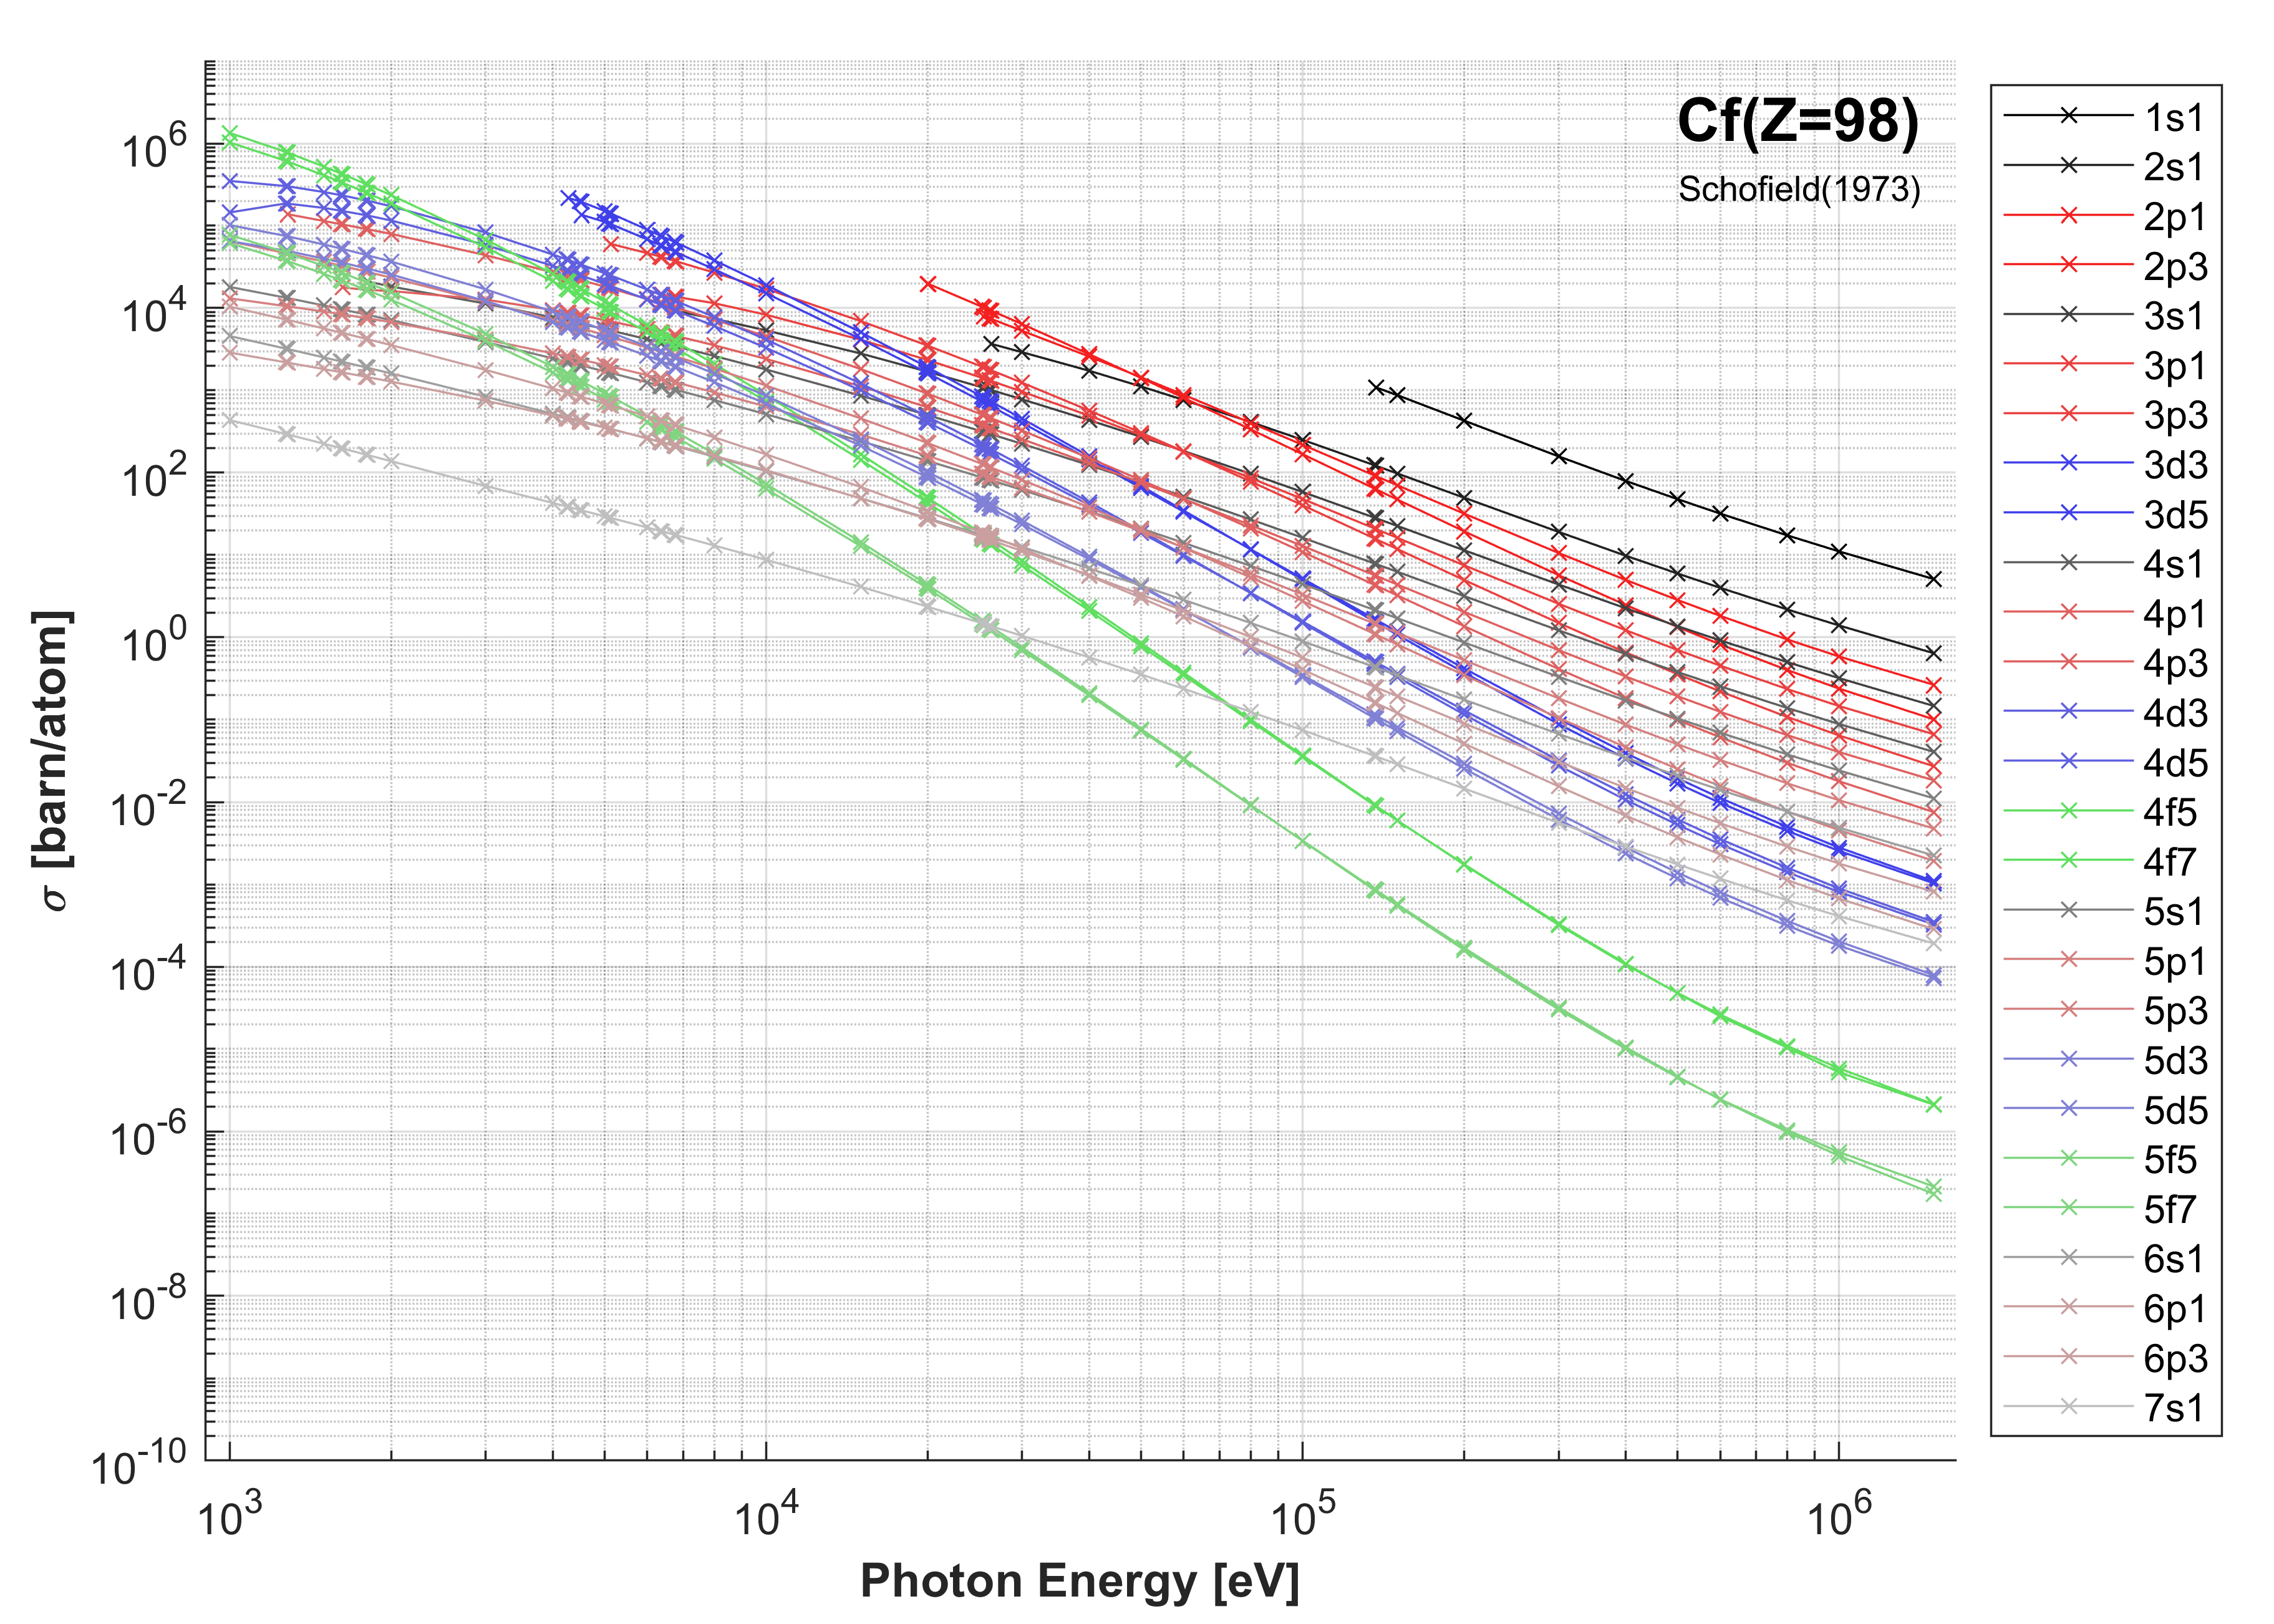 Cf(Z=98)
Schofield(1973)
10^6
10^4
10^2
10^0
10^-2
10^-4
10^-6
10^-8
10^-10
σ [barn/atom]
10^3
10^4
10^5
10^6
Photon Energy [eV]
1s1
2s1
2p1
2p3
3s1
3p1
3p3
3d3
3d5
4s1
4p1
4p3
4d3
4d5
4f5
4f7
5s1
5p1
5p3
5d3
5d5
5f5
5f7
6s1
6p1
6p3
7s1